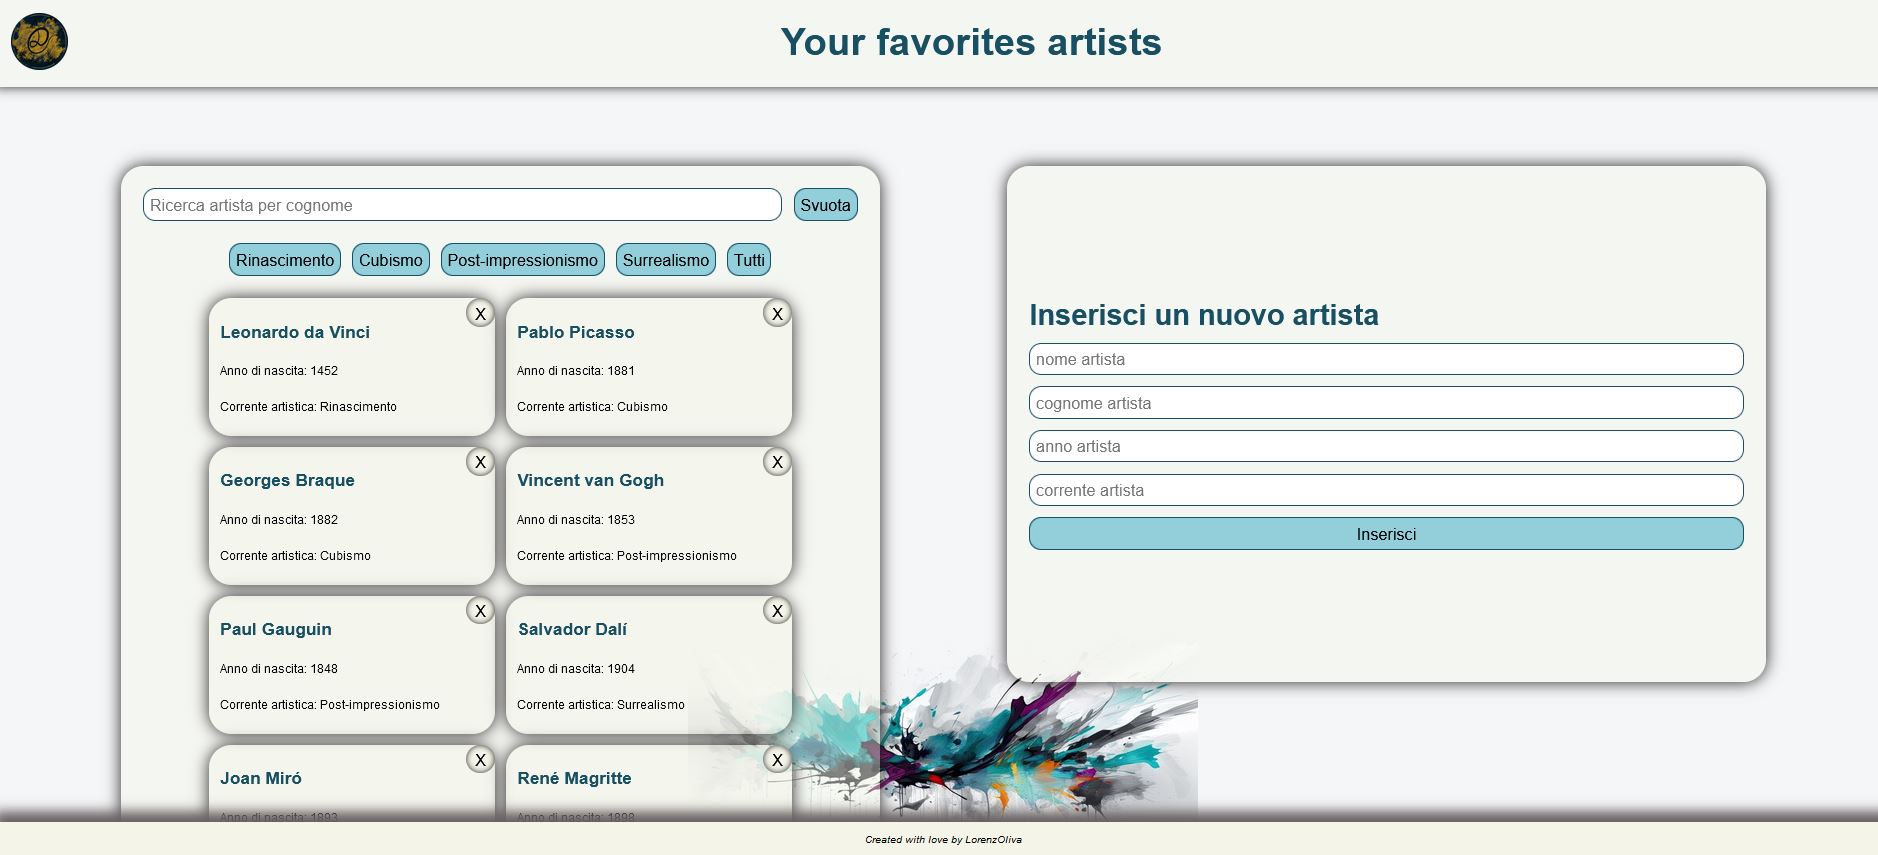 Your favorites artists
Ricerca artista per cognome
Svuota
Rinascimento Cubismo Post-impressionismo Surrealismo Tutti
X
Leonardo da Vinci
Anno di nascita: 1452
Corrente artistica: Rinascimento
X
Pablo Picasso
Anno di nascita: 1881
Corrente artistica: Cubismo
X
Georges Braque
Anno di nascita: 1882
Corrente artistica: Cubismo
X
Vincent van Gogh
Anno di nascita: 1853
Corrente artistica: Post-impressionismo
X
Paul Gauguin
Anno di nascita: 1848
Corrente artistica: Post-impressionismo
X
Salvador Dalí
Anno di nascita: 1904
Corrente artistica: Surrealismo
X
Joan Miró
Anno di nascita: 1893
X
René Magritte
Anno di nascita: 1898
Inserisci un nuovo artista
nome artista
cognome artista
anno artista
corrente artista
Inserisci
Created with love by LorenzOliva